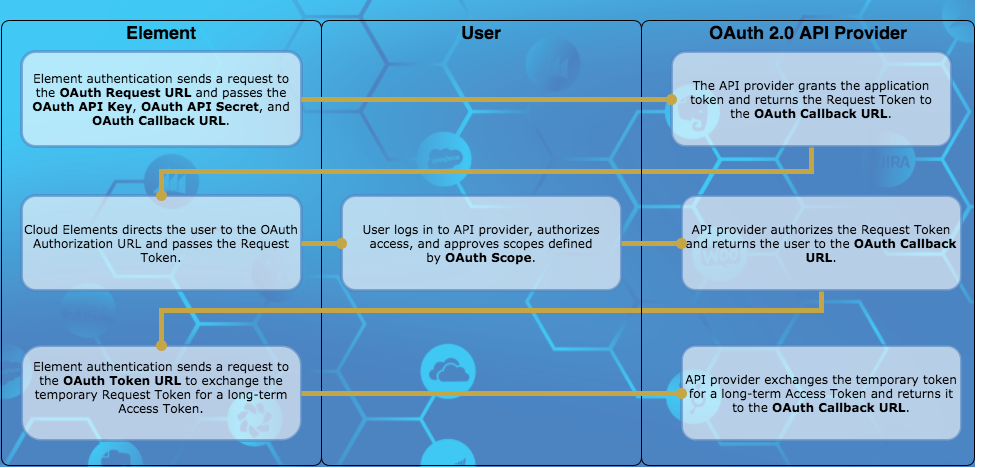 Element
User
OAuth 2.0 API Provider
Element authentication sends a request to
the OAuth Request URL and passes the
OAuth API Key, OAuth API Secret, and
OAuth Callback URL.
The API provider grants the application
token and returns the Request Token to
the OAuth Callback URL.
Cloud Elements directs the user to the OAuth
Authorization URL and passes the Request
Token.
User logs in to API provider, authorizes
access, and approves scopes defined
by OAuth Scope.
API provider authorizes the Request Token
and returns the user to the OAuth Callback
URL.
Element authentication sends a request to
the OAuth Token URL to exchange the
temporary Request Token for a long-term
Access Token.
API provider exchanges the temporary token
for a long-term Access Token and returns it
to the OAuth Callback URL.